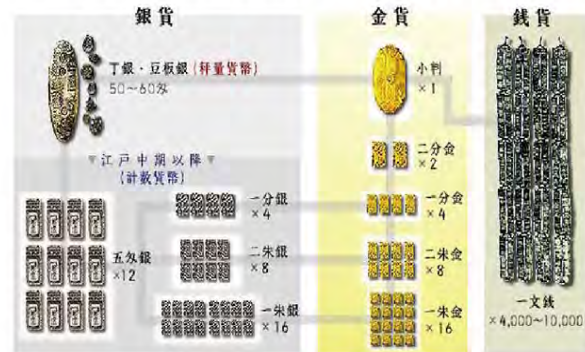 銀貨
丁銀・豆板銀 (秤量貨幣)
50～60匁
▼江戸中期以降▼
(計数貨幣)
五匁銀
×12
一分銀
×4
二朱銀
×8
一朱銀
×16
金貨
小判
×1
二分金
×2
一分金
×4
二朱金
×8
一朱金
×16
銭貨
一文銭
×4,000～10,000